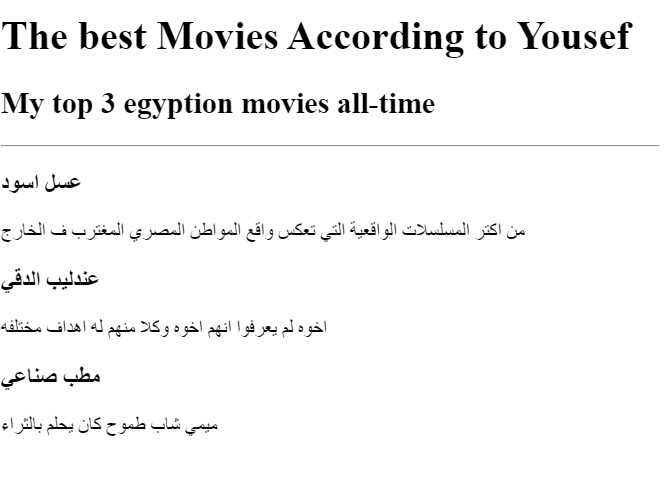 The best Movies According to Yousef
My top 3 egyption movies all-time
عسل اسود
من اكتر المسلسلات الواقعية التي تعكس واقع المواطن المصري المغترب ف الخارج
عندليب الدقي
اخوه لم يعرفوا انهم اخوه وكلا منهم له اهداف مختلفه
مطب صناعي
ميمي شاب طموح كان يحلم بالثراء